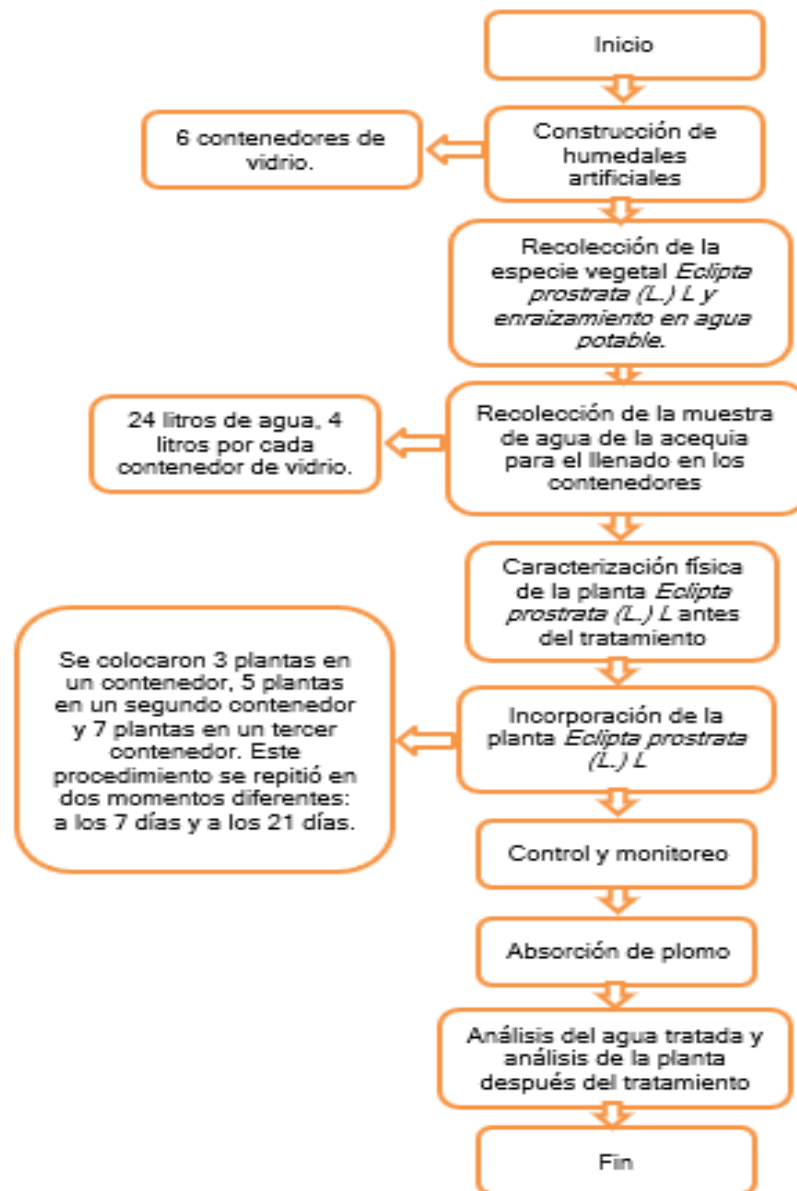 Inicio
6 contenedores de
vidrio.
Construcción de
humedales
artificiales
Recolección de la
especie vegetal Eclipta
prostrata (L.) L y
enraizamiento en agua
potable.
24 litros de agua, 4
litros por cada
contenedor de vidrio.
Recolección de la muestra
de agua de la acequia
para el llenado en los
contenedores
Caracterización física
de la planta Eclipta
prostrata (L.) L antes
del tratamiento
Se colocaron 3 plantas en
un contenedor, 5 plantas
en un segundo contenedor
y 7 plantas en un tercer
contenedor. Este
procedimiento se repitió en
dos momentos diferentes:
a los 7 días y a los 21 días.
Incorporación de la
planta Eclipta prostrata
(L.) L
Control y monitoreo
Absorción de plomo
Análisis del agua tratada y
análisis de la planta
después del tratamiento
Fin